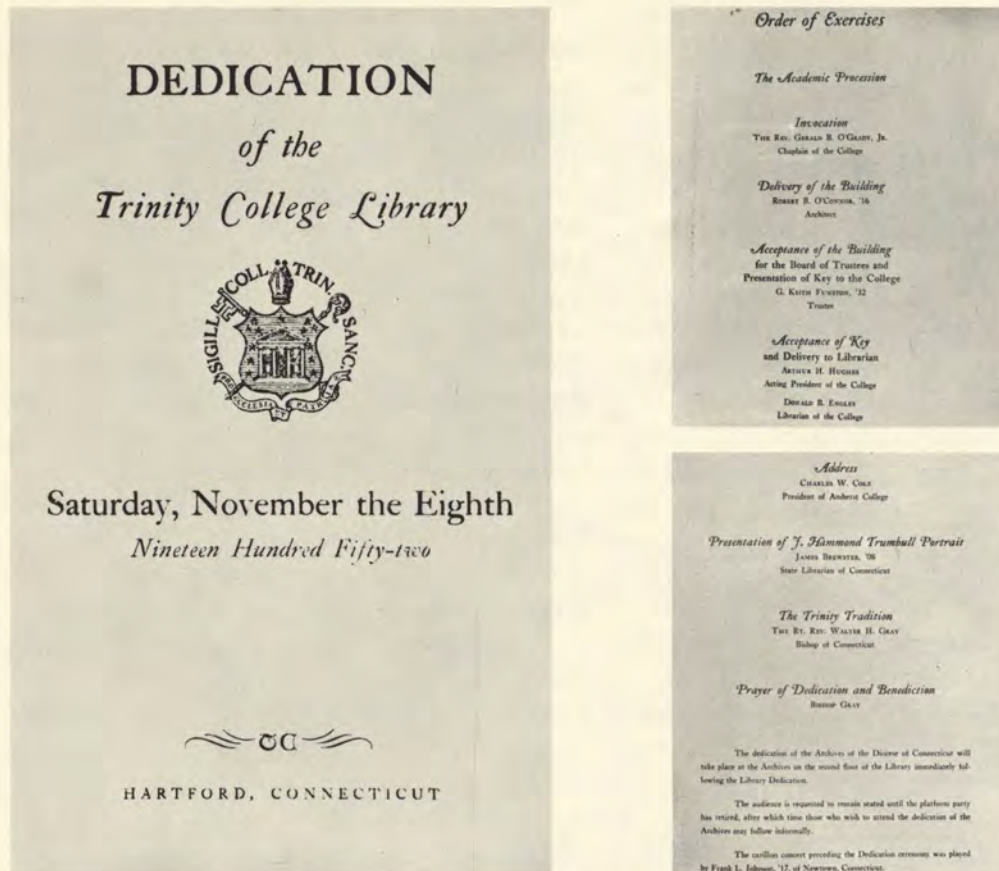 DEDICATION
of the
Trinity College Library
SIGILL COLL TRIN. SANC.
PRO ECCLESIA ET PATRIA
Saturday, November the Eighth
Nineteen Hundred Fifty-two
TC
HARTFORD, CONNECTICUT
Order of Exercises
The Academic Procession
Invocation
THE REV. GERALD B. O'GRADY, JR.
Chaplain of the College
Delivery of the Building
ROBERT B. O'CONNOR, '16
Architect
Acceptance of the Building
for the Board of Trustees and
Presentation of Key to the College
G. KEITH FUNSTON, '32
Trustee
Acceptance of Key
and Delivery to Librarian
ARTHUR H. HUGHES
Acting President of the College
DONALD B. ENGLEY
Librarian of the College
Address
CHARLES W. COLE
President of Amherst College
Presentation of J. Hammond Trumbull Portrait
JAMES BREWSTER, '08
State Librarian of Connecticut
The Trinity Tradition
THE RT. REV. WALTER H. GRAY
Bishop of Connecticut
Prayer of Dedication and Benediction
BISHOP GRAY
The dedication of the Archives of the Diocese of Connecticut will
take place at the Archives on the second floor of the Library immediately fol-
lowing the Library Dedication.
The audience is requested to remain seated until the platform party
has retired, after which time those who wish to attend the dedication of the
Archives may follow informally.
The carillon concert preceding the Dedication ceremony was played
by Frank L. Johnson, '17, of Newtown, Connecticut.